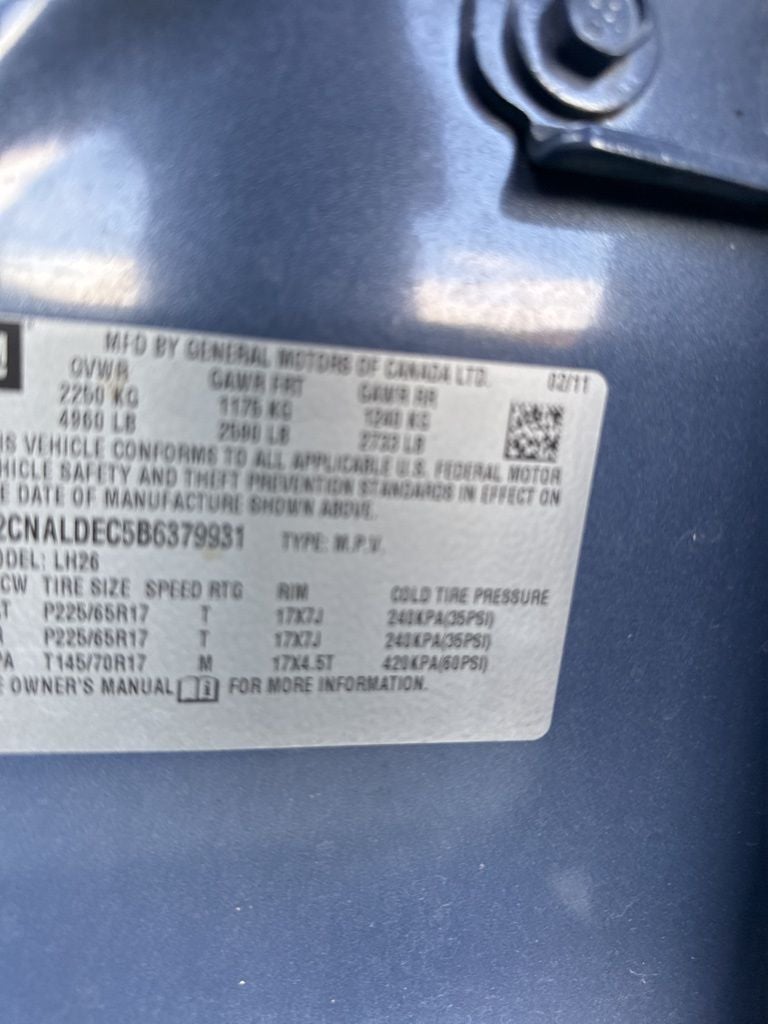 MFD BY GENERAL MOTORS OF CANADA LTD. 02/11
GVWR GAWR FRT GAWR RR
2250 KG 1175 KG 1240 KG
4960 LB 2590 LB 2733 LB
IS VEHICLE CONFORMS TO ALL APPLICABLE U.S. FEDERAL MOTOR
HICLE SAFETY AND THEFT PREVENTION STANDARDS IN EFFECT ON
E DATE OF MANUFACTURE SHOWN ABOVE.
2CNALDEC5B6379931 TYPE: M.P.V.
ODEL: LH26
CW TIRE SIZE SPEED RTG RIM COLD TIRE PRESSURE
T P225/65R17 T 17X7J 240KPA(35PSI)
R P225/65R17 T 17X7J 240KPA(35PSI)
PA T145/70R17 M 17X4.5T 420KPA(60PSI)
E OWNER'S MANUAL FOR MORE INFORMATION.